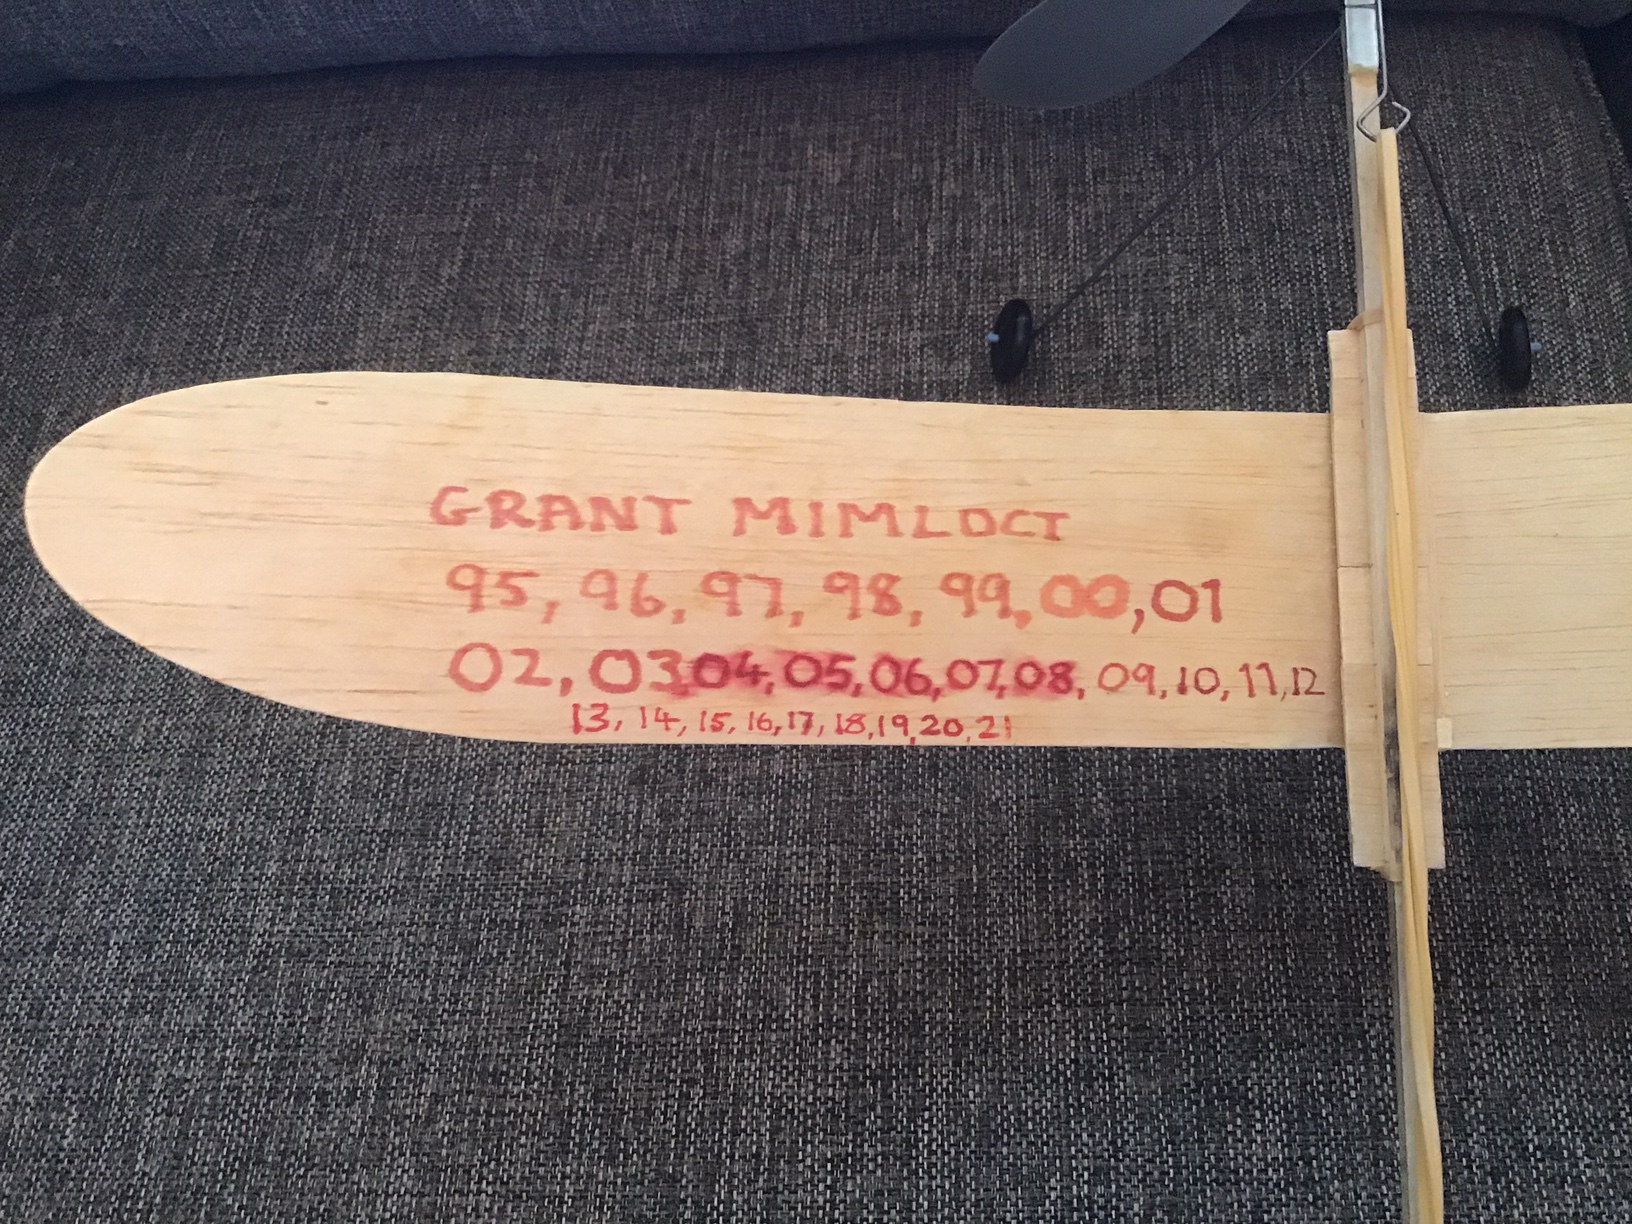 GRANT MIMLOCT
95, 96, 97, 98, 99, 00, 01
02, 03, 04, 05, 06, 07, 08, 09, 10, 11, 12
13, 14, 15, 16, 17, 18, 19, 20, 21